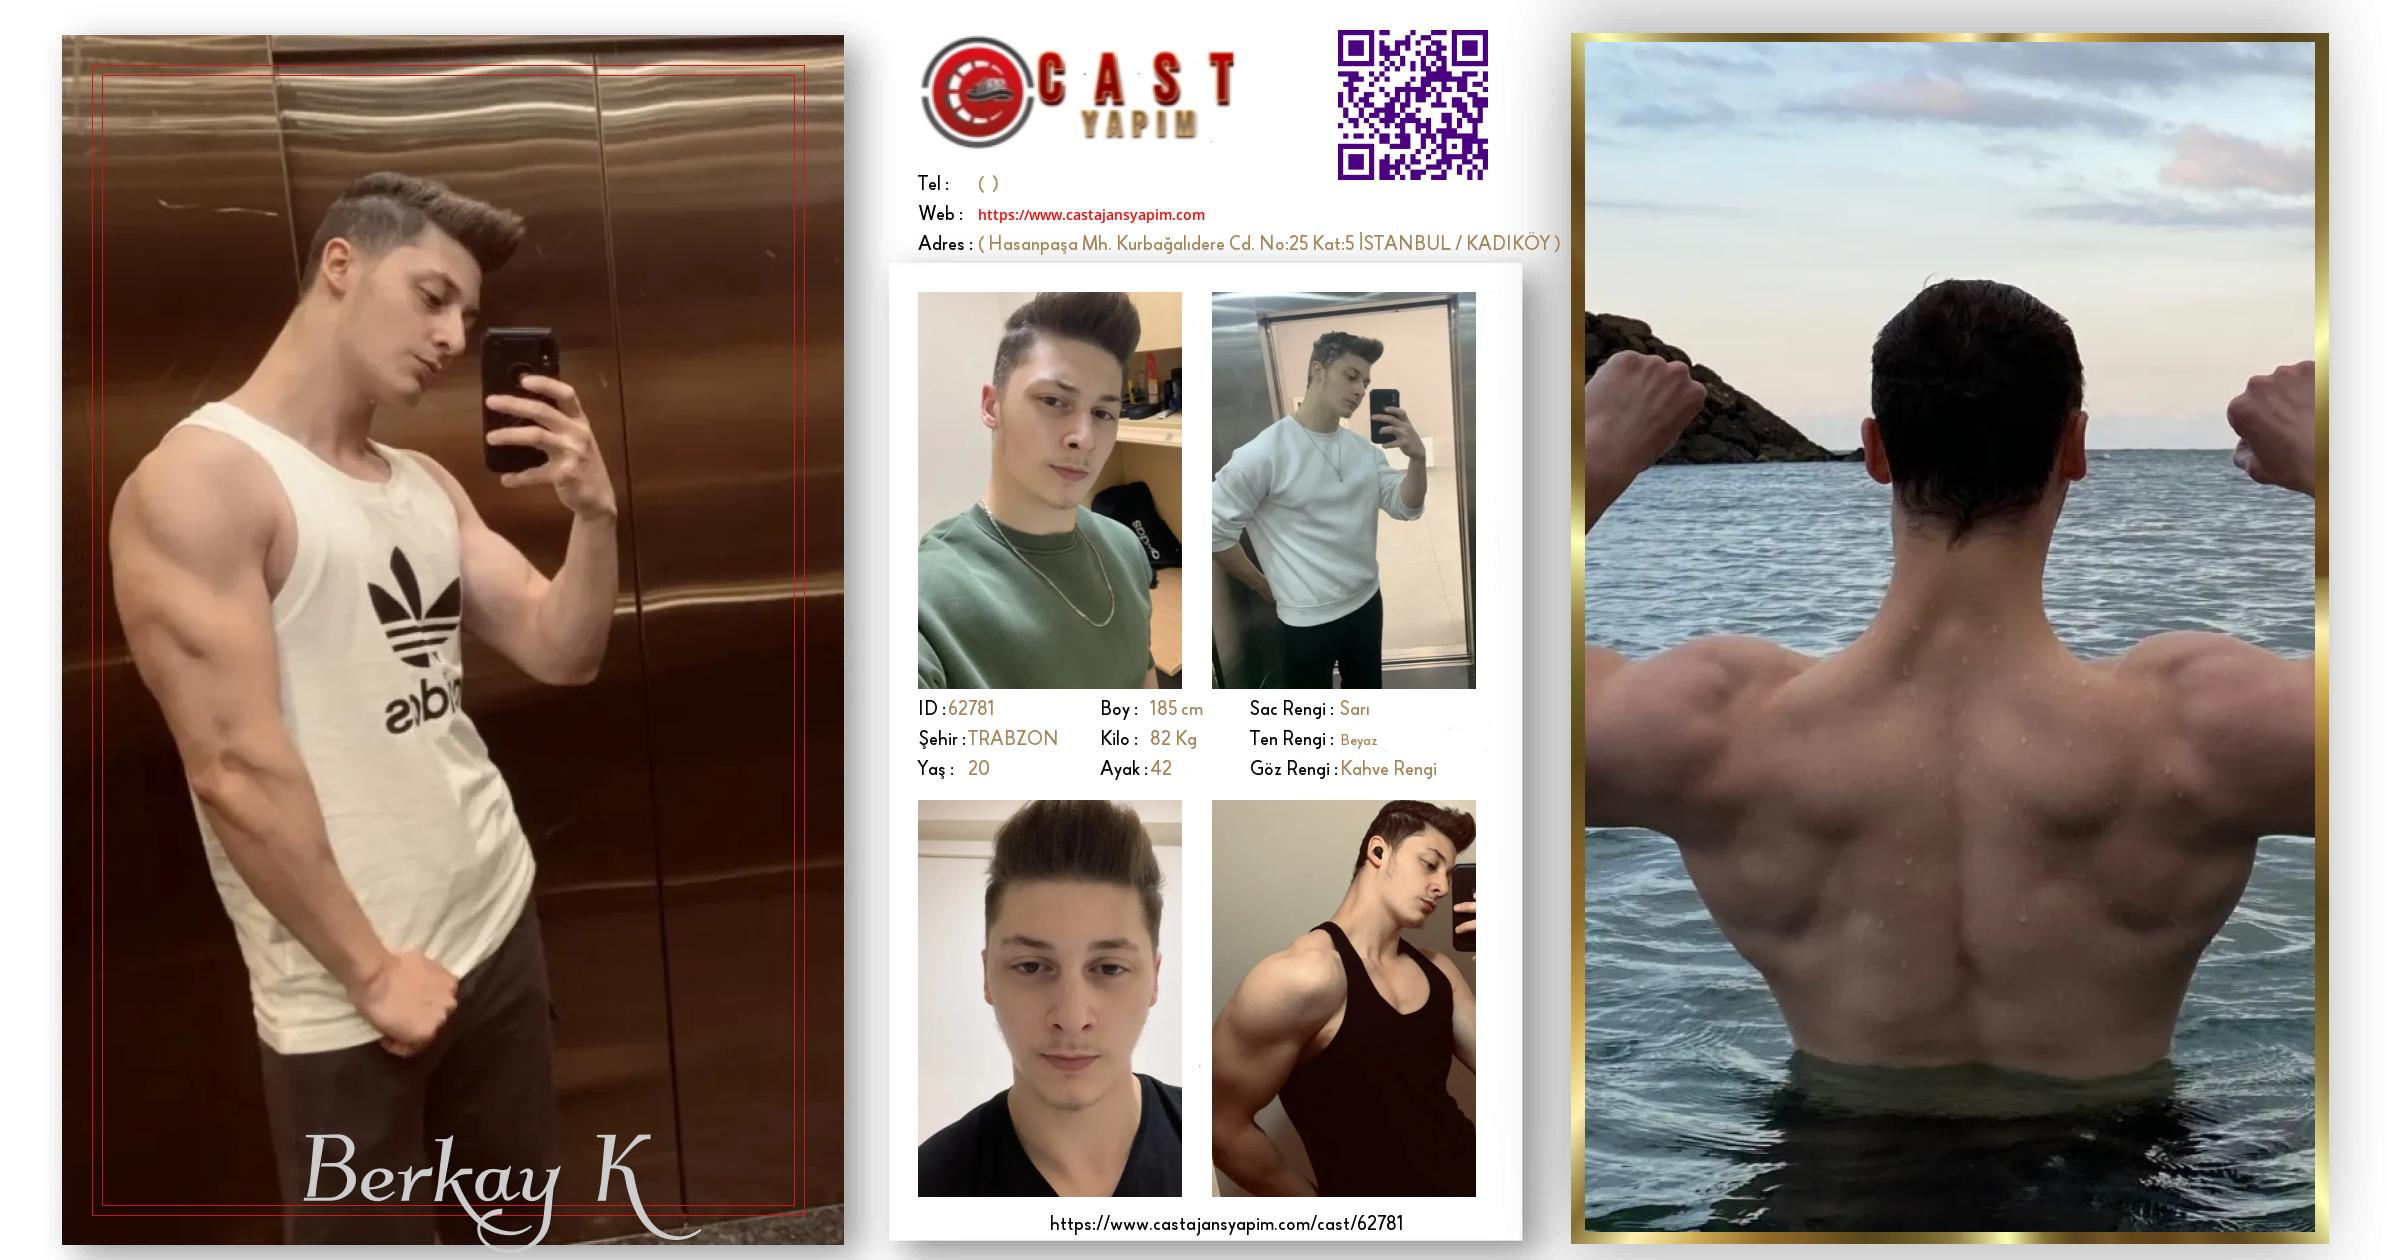 adidas
Berkay K
CAST
YAPIM
Tel : ( )
Web : https://www.castajansyapim.com
Adres : ( Hasanpaşa Mh. Kurbağalıdere Cd. No:25 Kat:5 İSTANBUL / KADIKÖY )
adidas
ID : 62781 Boy : 185 cm Sac Rengi : Sarı
Şehir : TRABZON Kilo : 82 Kg Ten Rengi : Beyaz
Yaş : 20 Ayak : 42 Göz Rengi : Kahve Rengi
https://www.castajansyapim.com/cast/62781